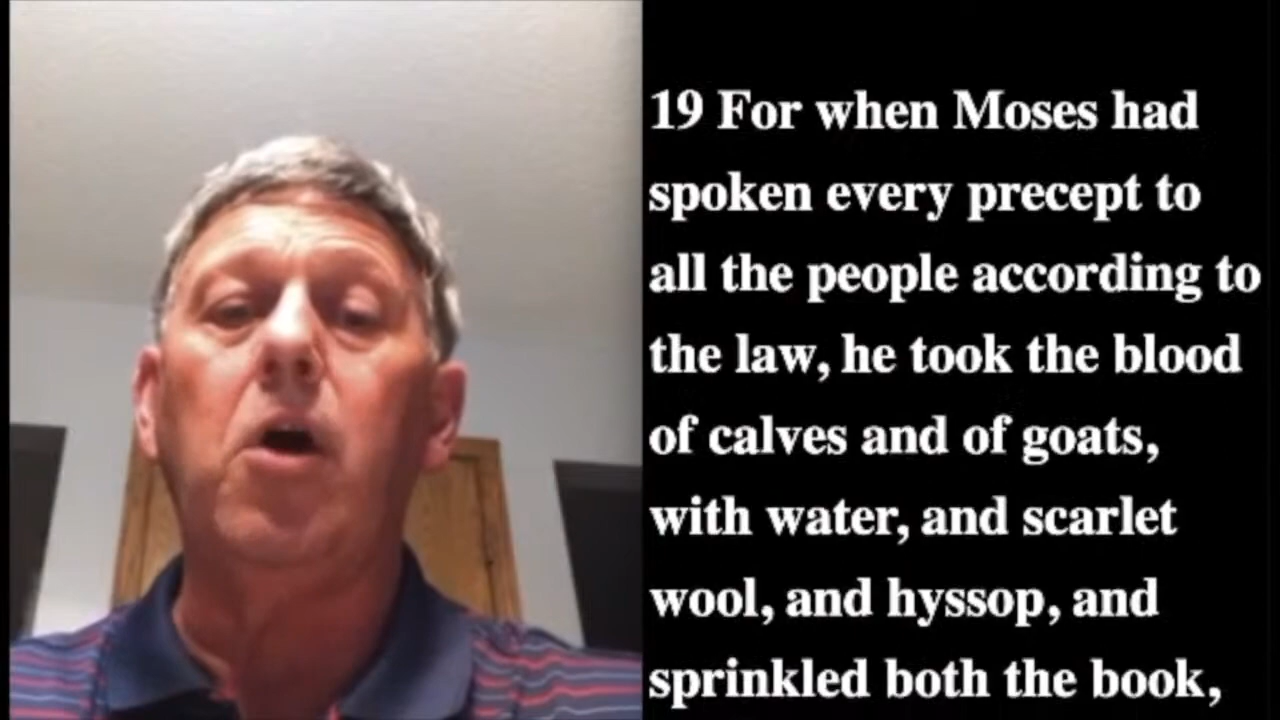 19 For when Moses had
spoken every precept to
all the people according to
the law, he took the blood
of calves and of goats,
with water, and scarlet
wool, and hyssop, and
sprinkled both the book,